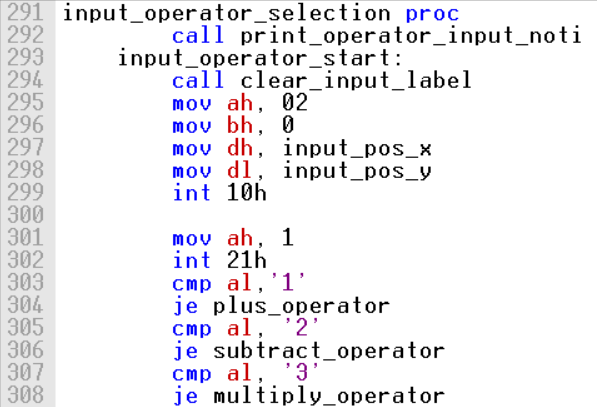 291 input_operator_selection proc
292 call print_operator_input_noti
293 input_operator_start:
294 call clear_input_label
295 mov ah, 02
296 mov bh, 0
297 mov dh, input_pos_x
298 mov dl, input_pos_y
299 int 10h
300
301 mov ah, 1
302 int 21h
303 cmp al,'1'
304 je plus_operator
305 cmp al, '2'
306 je subtract_operator
307 cmp al, '3'
308 je multiply_operator